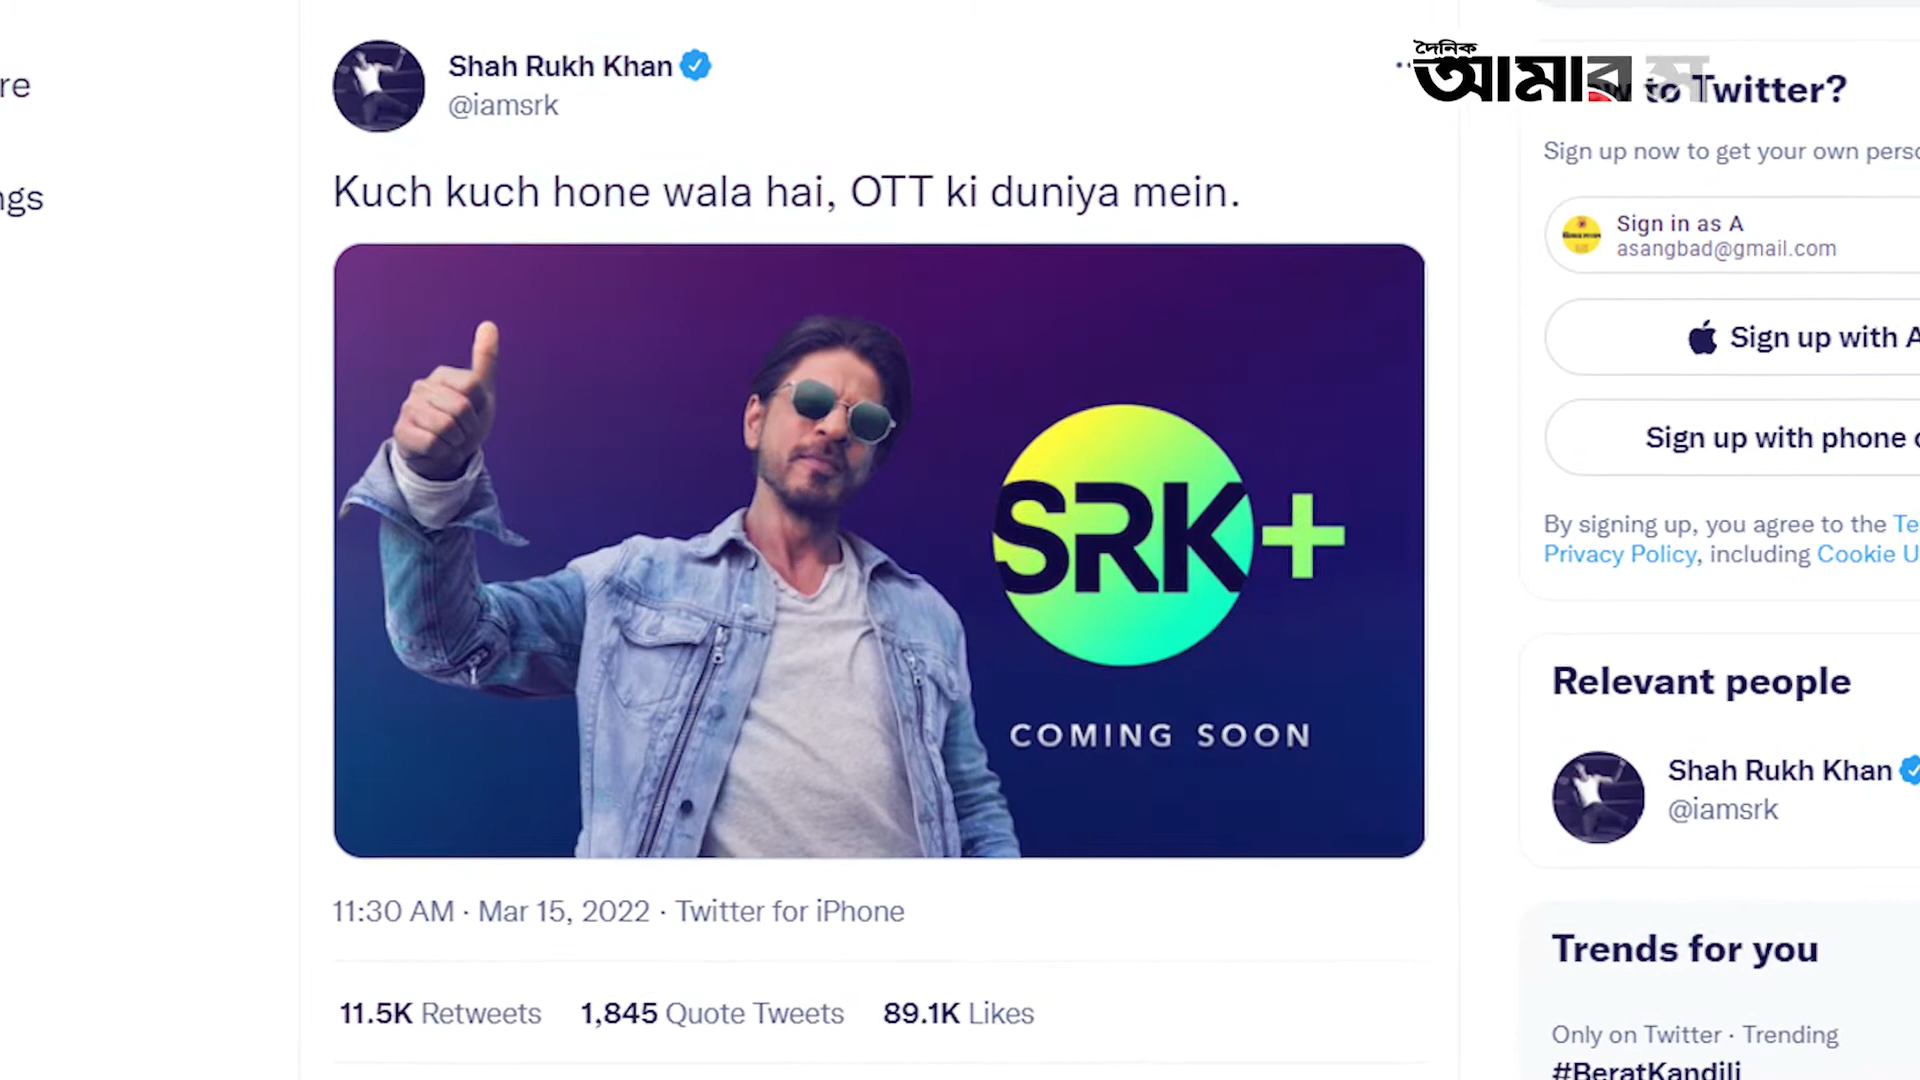 re
ngs
Shah Rukh Khan
@iamsrk
Kuch kuch hone wala hai, OTT ki duniya mein.
SRK+
COMING SOON
11:30 AM · Mar 15, 2022 · Twitter for iPhone
11.5K Retweets 1,845 Quote Tweets 89.1K Likes
দৈনিক
আমার
to Twitter?
Sign up now to get your own perso
Sign in as A
asangbad@gmail.com
Sign up with A
Sign up with phone o
By signing up, you agree to the Te
Privacy Policy, including Cookie U
Relevant people
Shah Rukh Khan
@iamsrk
Trends for you
Only on Twitter · Trending
#BeratKandili